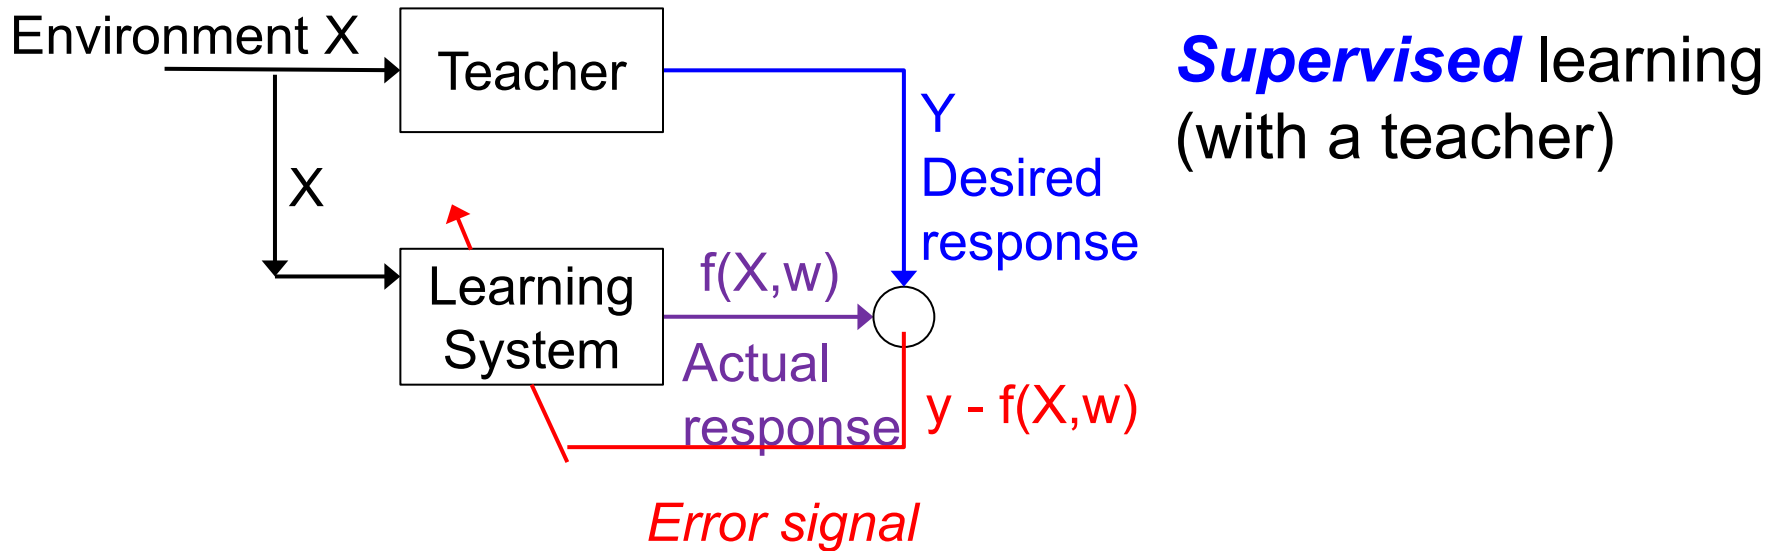 Environment X
Teacher
Supervised learning
(with a teacher)
Y
Desired
response
X
Learning
System
f(X,w)
Actual
response
y - f(X,w)
Error signal